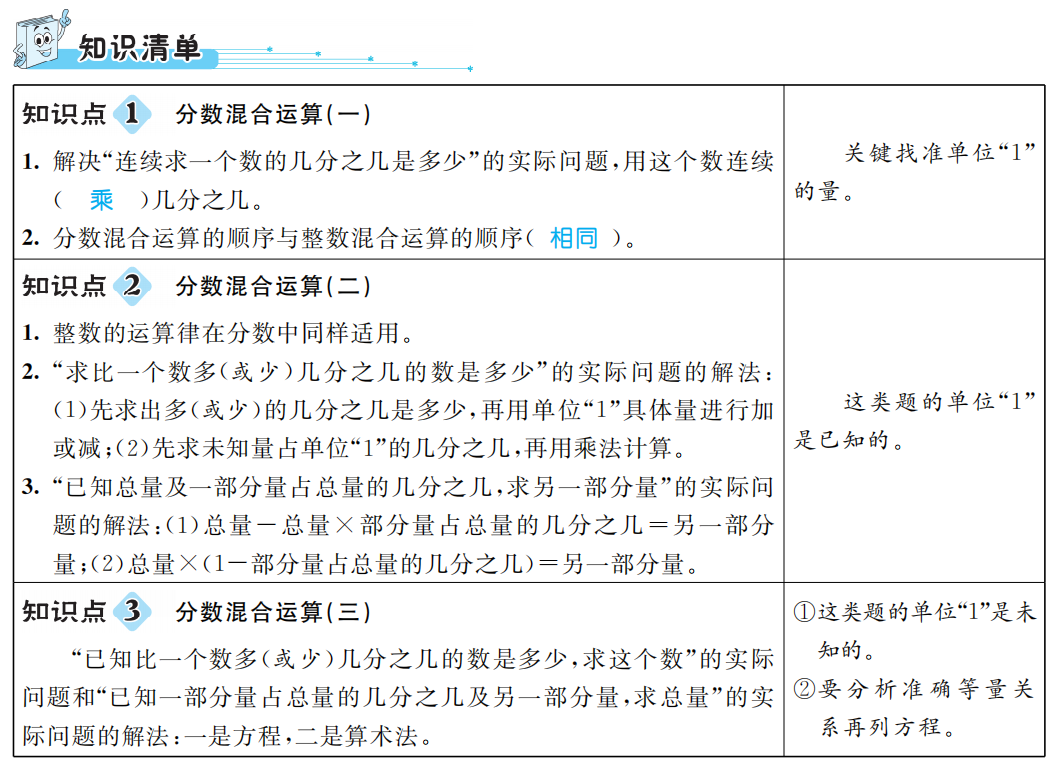 知识清单
知识点 1 分数混合运算(一)
1. 解决“连续求一个数的几分之几是多少”的实际问题,用这个数连续
( 乘 )几分之几。
2. 分数混合运算的顺序与整数混合运算的顺序( 相同 )。
关键找准单位“1”
的量。
知识点 2 分数混合运算(二)
1. 整数的运算律在分数中同样适用。
2. “求比一个数多(或少)几分之几的数是多少”的实际问题的解法:
(1)先求出多(或少)的几分之几是多少,再用单位“1”具体量进行加
或减;(2)先求未知量占单位“1”的几分之几,再用乘法计算。
3. “已知总量及一部分量占总量的几分之几,求另一部分量”的实际问
题的解法:(1)总量－总量×部分量占总量的几分之几＝另一部分
量;(2)总量×(1－部分量占总量的几分之几)＝另一部分量。
这类题的单位“1”
是已知的。
知识点 3 分数混合运算(三)
“已知比一个数多(或少)几分之几的数是多少,求这个数”的实际
问题和“已知一部分量占总量的几分之几及另一部分量,求总量”的实
际问题的解法:一是方程,二是算术法。
①这类题的单位“1”是未
知的。
②要分析准确等量关
系再列方程。